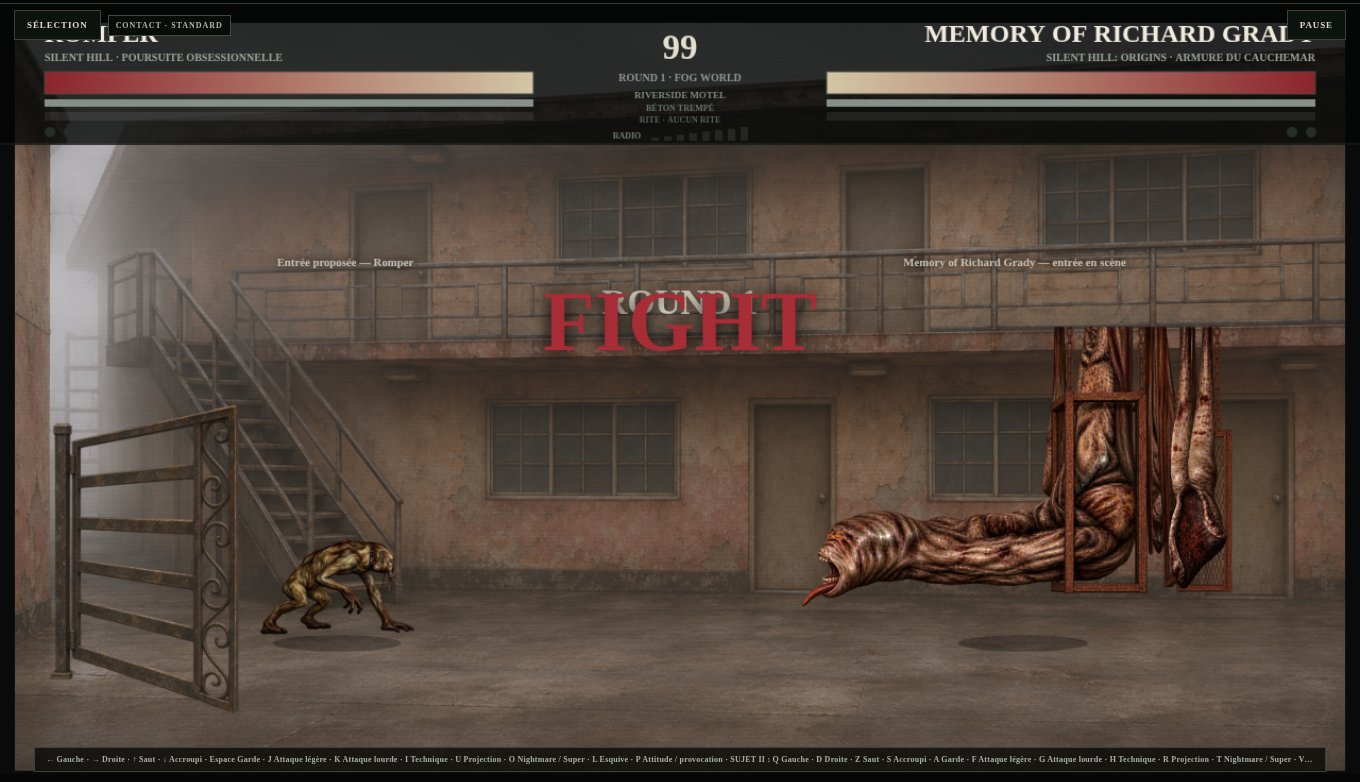 SÉLECTION
CONTACT · STANDARD
ROMPER
SILENT HILL · POURSUITE OBSESSIONNELLE
99
ROUND 1 · FOG WORLD
RIVERSIDE MOTEL
BÉTON TREMPÉ
RITE · AUCUN RITE
RADIO
PAUSE
MEMORY OF RICHARD GRADY
SILENT HILL: ORIGINS · ARMURE DU CAUCHEMAR
Entrée proposée — Romper
Memory of Richard Grady — entrée en scène
ROUND 1
FIGHT
← Gauche · → Droite · ↑ Saut · ↓ Accroupi · Espace Garde · J Attaque légère · K Attaque lourde · I Technique · U Projection · O Nightmare / Super · L Esquive · P Attitude / provocation · SUJET II : Q Gauche · D Droite · Z Saut · S Accroupi · A Garde · F Attaque légère · G Attaque lourde · H Technique · R Projection · T Nightmare / Super · V…